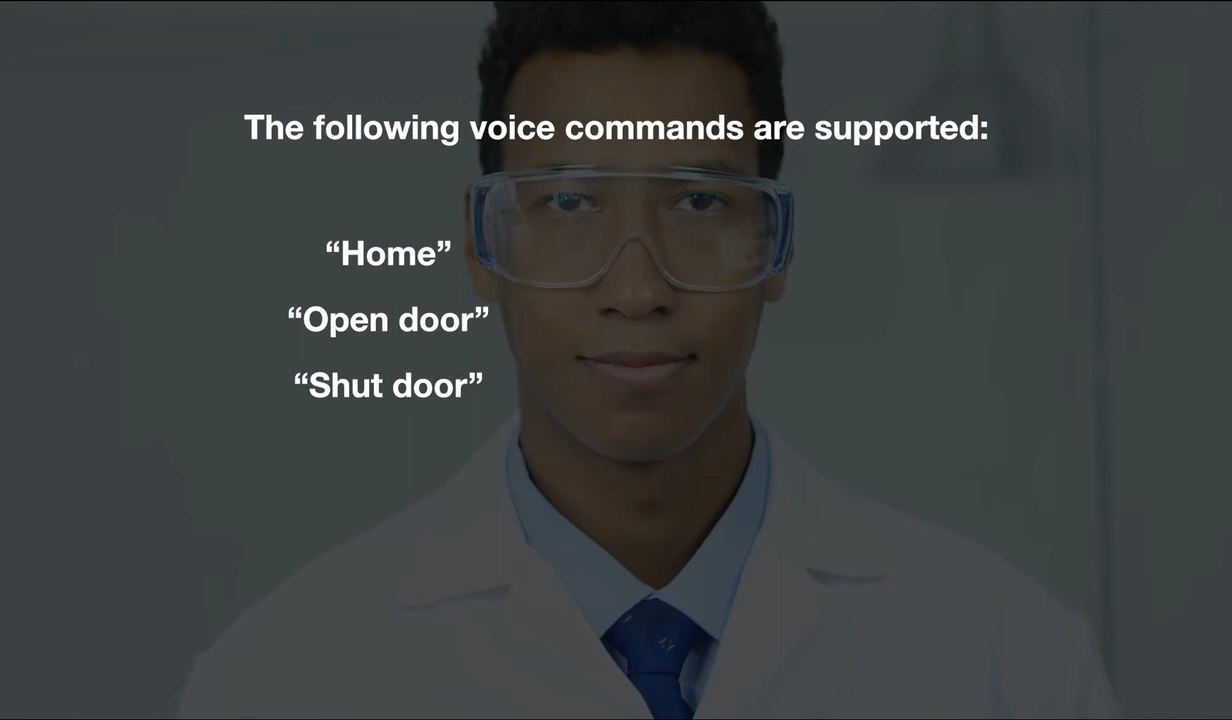 The following voice commands are supported:
“Home”
“Open door”
“Shut door”